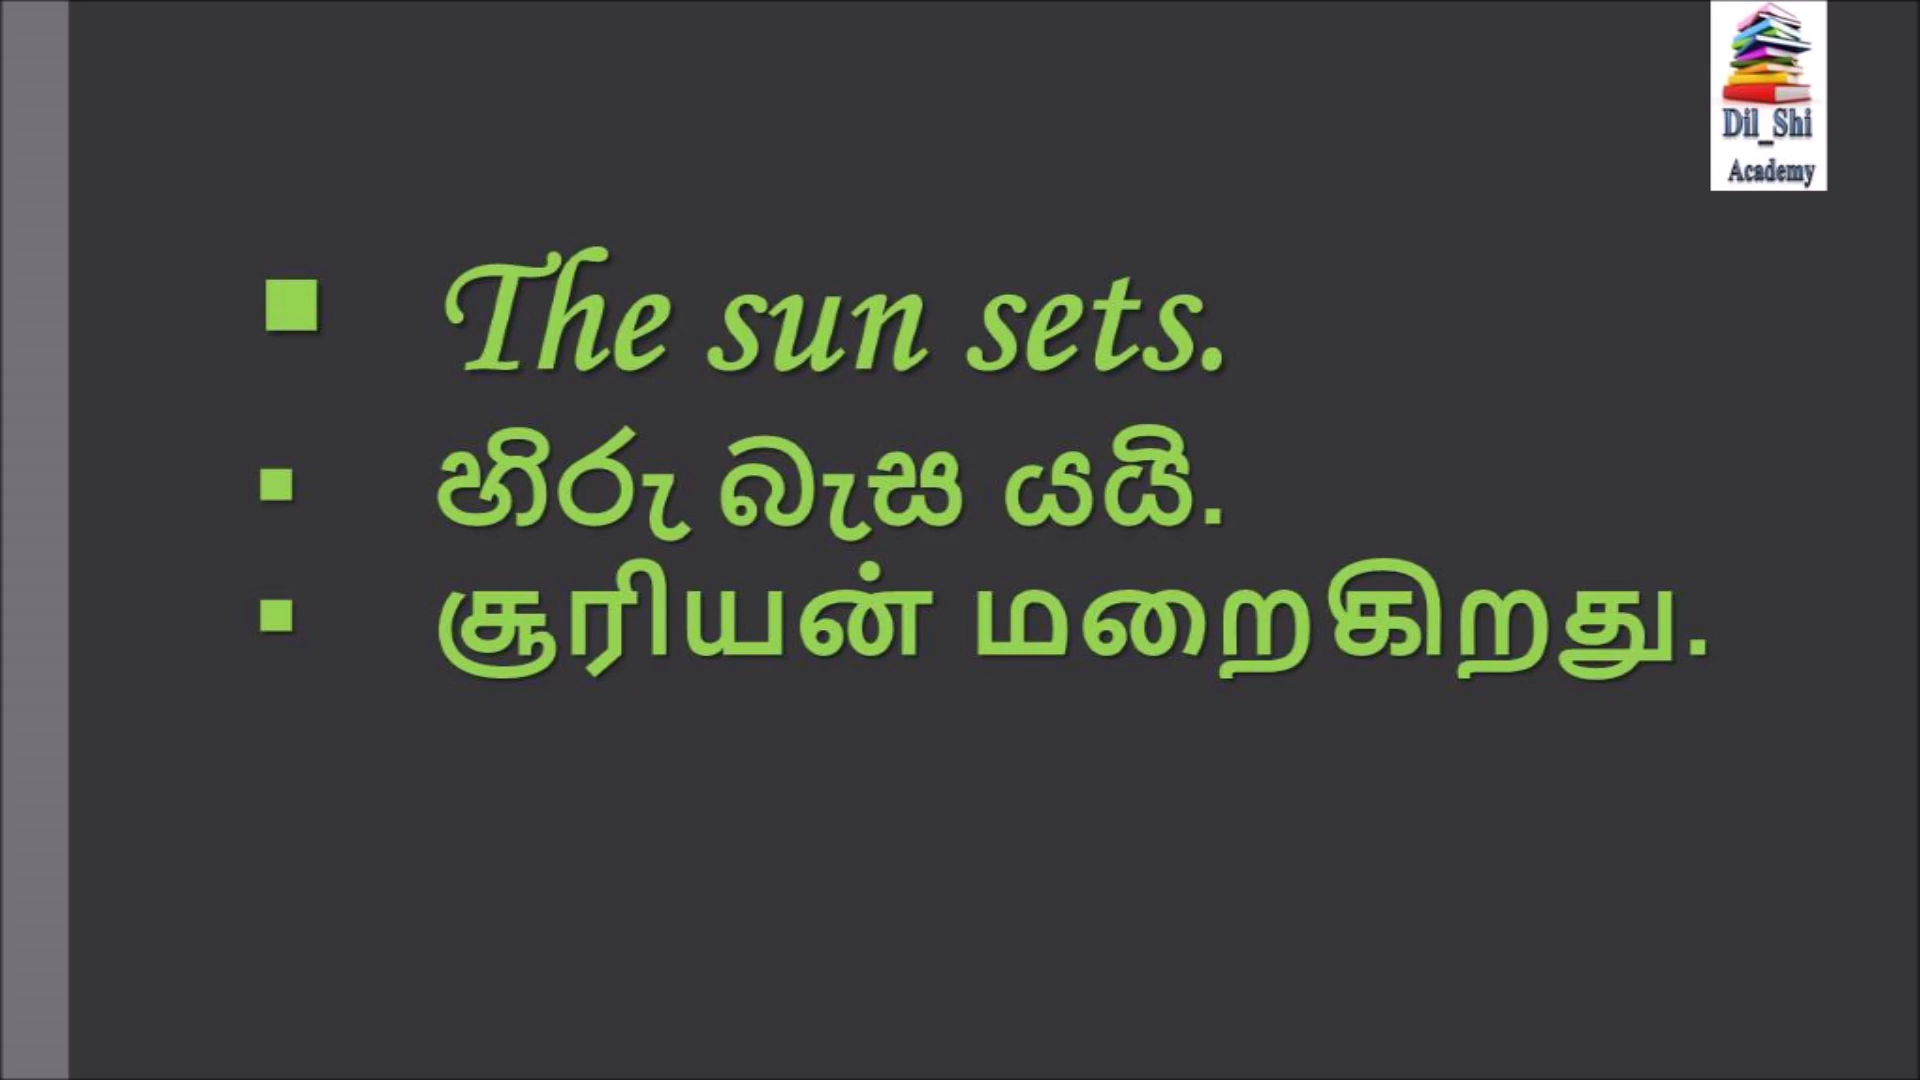 Dil_Shi
Academy
The sun sets.
හිරු බැස යයි.
சூரியன் மறைகிறது.